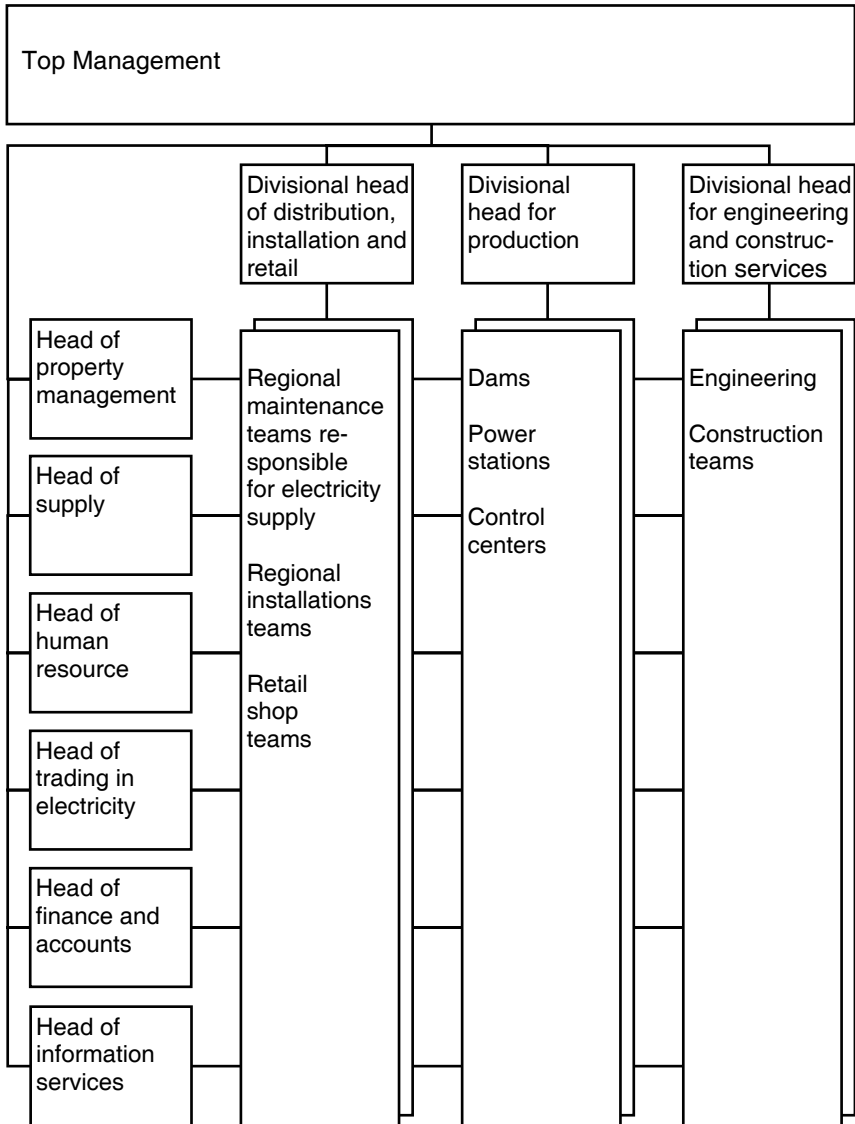 Top Management
Divisional head
of distribution,
installation and
retail
Divisional
head for
production
Divisional head
for engineering
and construc-
tion services
Head of
property
management
Head of
supply
Head of
human
resource
Head of
trading in
electricity
Head of
finance and
accounts
Head of
information
services
Regional
maintenance
teams re-
sponsible
for electricity
supply
Regional
installations
teams
Retail
shop
teams
Dams
Power
stations
Control
centers
Engineering
Construction
teams